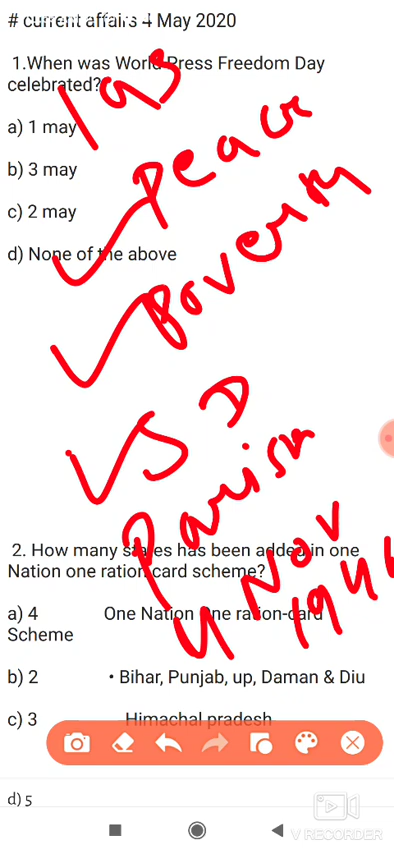 # current affairs 4 May 2020
1.When was World Press Freedom Day
celebrated?
193
a) 1 may
Peace
b) 3 may
c) 2 may
Poverty
d) None of the above
SD
Paris
2. How many states has been added in one
Nation one ration card scheme?
4 Nov
1946
a) 4 One Nation One ration-card
Scheme
b) 2 • Bihar, Punjab, up, Daman & Diu
c) 3 Himachal pradesh
d) 5
V RECORDER